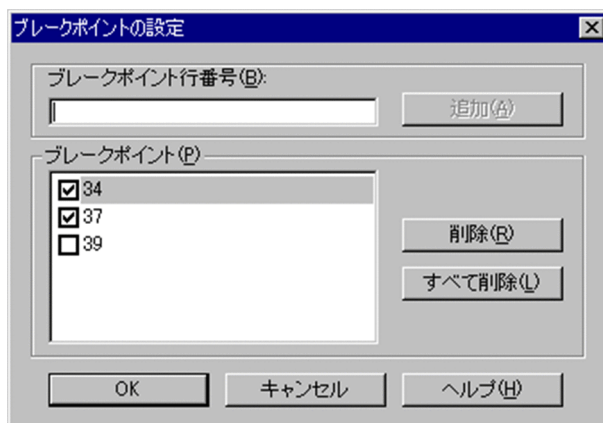 ブレークポイントの設定
ブレークポイント行番号(B):
追加(A)
ブレークポイント(P)
34
37
39
削除(R)
すべて削除(L)
OK
キャンセル
ヘルプ(H)